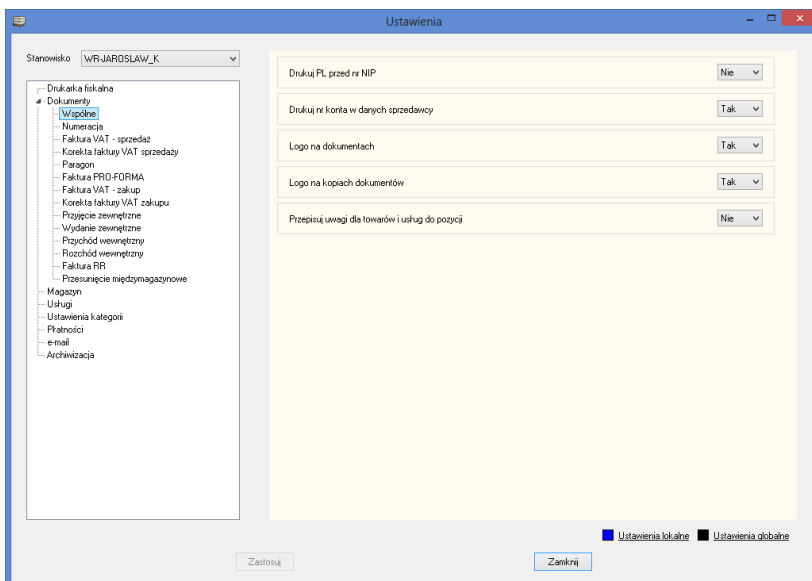 Ustawienia
Stanowisko WR-JAROSLAW_K
Drukarka fiskalna
Dokumenty
Wspólne
Numeracja
Faktura VAT - sprzedaż
Korekta faktury VAT sprzedaży
Paragon
Faktura PRO-FORMA
Faktura VAT - zakup
Korekta faktury VAT zakupu
Przyjęcie zewnętrzne
Wydanie zewnętrzne
Przychód wewnętrzny
Rozchód wewnętrzny
Faktura RR
Przesunięcie międzymagazynowe
Magazyn
Usługi
Ustawienia kategorii
Płatności
e-mail
Archiwizacja
Drukuj PL przed nr NIP Nie
Drukuj nr konta w danych sprzedawcy Tak
Logo na dokumentach Tak
Logo na kopiach dokumentów Tak
Przepisuj uwagi dla towarów i usług do pozycji Nie
Ustawienia lokalne Ustawienia globalne
Zastosuj Zamknij